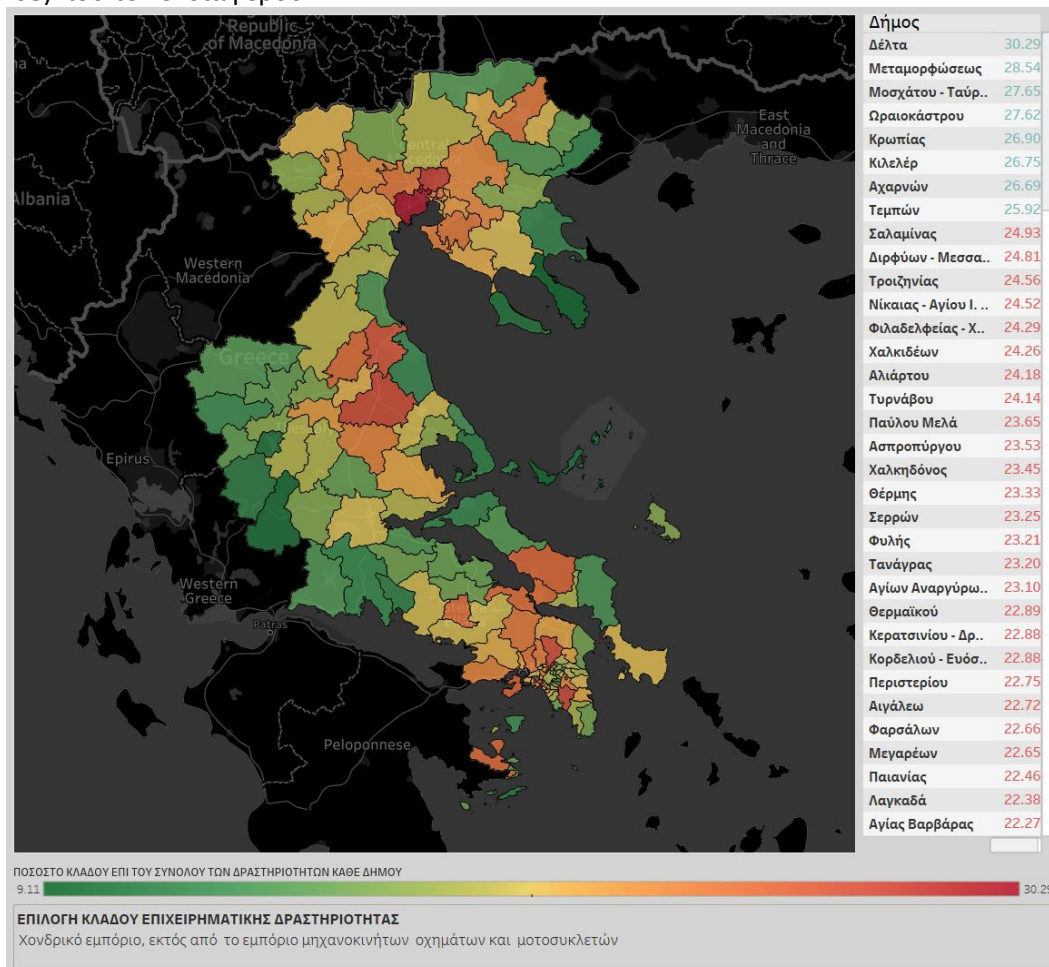 Republic
of Macedonia
East
Macedonia
and
Thrace
Central
Macedonia
Albania
Western
Macedonia
Greece
Epirus
Western
Greece
Patras
Peloponnese
Δήμος
Δέλτα 30.29
Μεταμορφώσεως 28.54
Μοσχάτου - Ταύρ.. 27.65
Ωραιοκάστρου 27.62
Κρωπίας 26.90
Κιλελέρ 26.75
Αχαρνών 26.69
Τεμπών 25.92
Σαλαμίνας 24.93
Διρφύων - Μεσσα.. 24.81
Τροιζηνίας 24.56
Νίκαιας - Αγίου Ι. .. 24.52
Φιλαδελφείας - Χ.. 24.29
Χαλκιδέων 24.26
Αλιάρτου 24.18
Τυρνάβου 24.14
Παύλου Μελά 23.65
Ασπροπύργου 23.53
Χαλκηδόνος 23.45
Θέρμης 23.33
Σερρών 23.25
Φυλής 23.21
Τανάγρας 23.20
Αγίων Αναργύρω.. 23.10
Θερμαϊκού 22.89
Κερατσινίου - Δρ.. 22.88
Κορδελιού - Ευόσ.. 22.88
Περιστερίου 22.75
Αιγάλεω 22.72
Φαρσάλων 22.66
Μεγαρέων 22.65
Παιανίας 22.46
Λαγκαδά 22.38
Αγίας Βαρβάρας 22.27
ΠΟΣΟΣΤΟ ΚΛΑΔΟΥ ΕΠΙ ΤΟΥ ΣΥΝΟΛΟΥ ΤΩΝ ΔΡΑΣΤΗΡΙΟΤΗΤΩΝ ΚΑΘΕ ΔΗΜΟΥ
9.11 30.29
ΕΠΙΛΟΓΗ ΚΛΑΔΟΥ ΕΠΙΧΕΙΡΗΜΑΤΙΚΗΣ ΔΡΑΣΤΗΡΙΟΤΗΤΑΣ
Χονδρικό εμπόριο, εκτός από το εμπόριο μηχανοκινήτων οχημάτων και μοτοσυκλετών